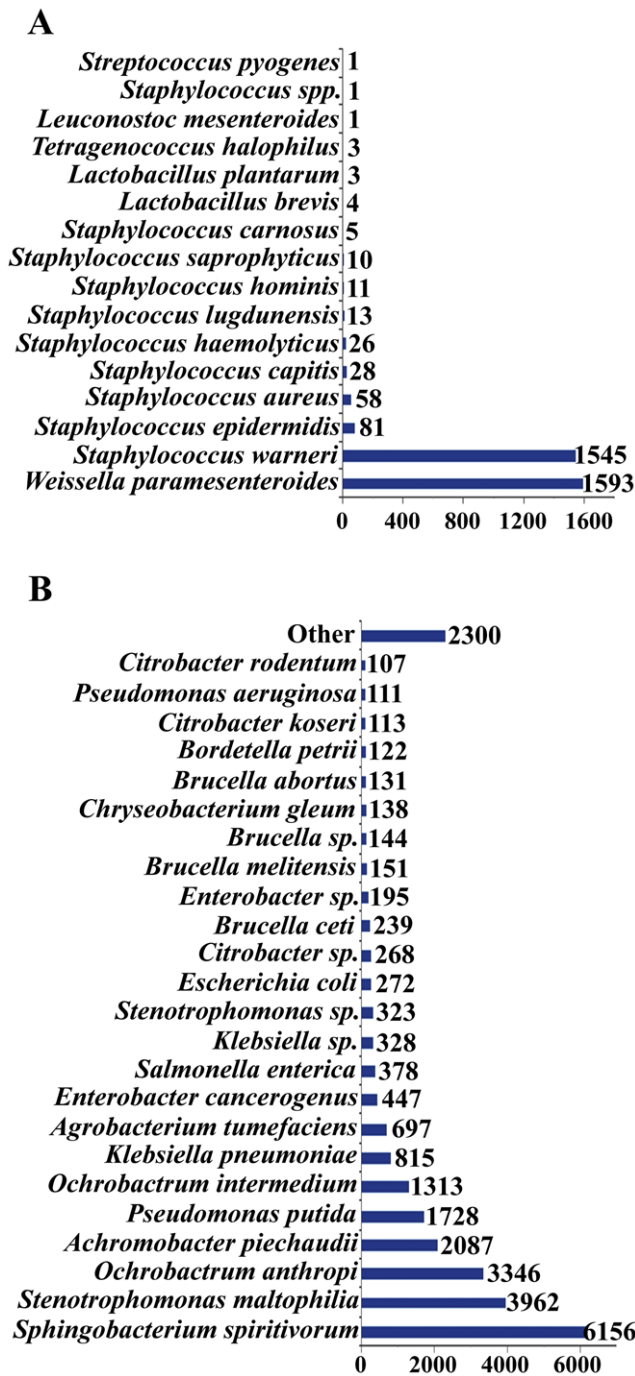 A
Streptococcus pyogenes 1
Staphylococcus spp. 1
Leuconostoc mesenteroides 1
Tetragenococcus halophilus 3
Lactobacillus plantarum 3
Lactobacillus brevis 4
Staphylococcus carnosus 5
Staphylococcus saprophyticus 10
Staphylococcus hominis 11
Staphylococcus lugdunensis 13
Staphylococcus haemolyticus 26
Staphylococcus capitis 28
Staphylococcus aureus 58
Staphylococcus epidermidis 81
Staphylococcus warneri 1545
Weissella paramesenteroides 1593
0 400 800 1200 1600
B
Other 2300
Citrobacter rodentum 107
Pseudomonas aeruginosa 111
Citrobacter koseri 113
Bordetella petrii 122
Brucella abortus 131
Chryseobacterium gleum 138
Brucella sp. 144
Brucella melitensis 151
Enterobacter sp. 195
Brucella ceti 239
Citrobacter sp. 268
Escherichia coli 272
Stenotrophomonas sp. 323
Klebsiella sp. 328
Salmonella enterica 378
Enterobacter cancerogenus 447
Agrobacterium tumefaciens 697
Klebsiella pneumoniae 815
Ochrobactrum intermedium 1313
Pseudomonas putida 1728
Achromobacter piechaudii 2087
Ochrobactrum anthropi 3346
Stenotrophomonas maltophilia 3962
Sphingobacterium spiritivorum 6156
0 2000 4000 6000